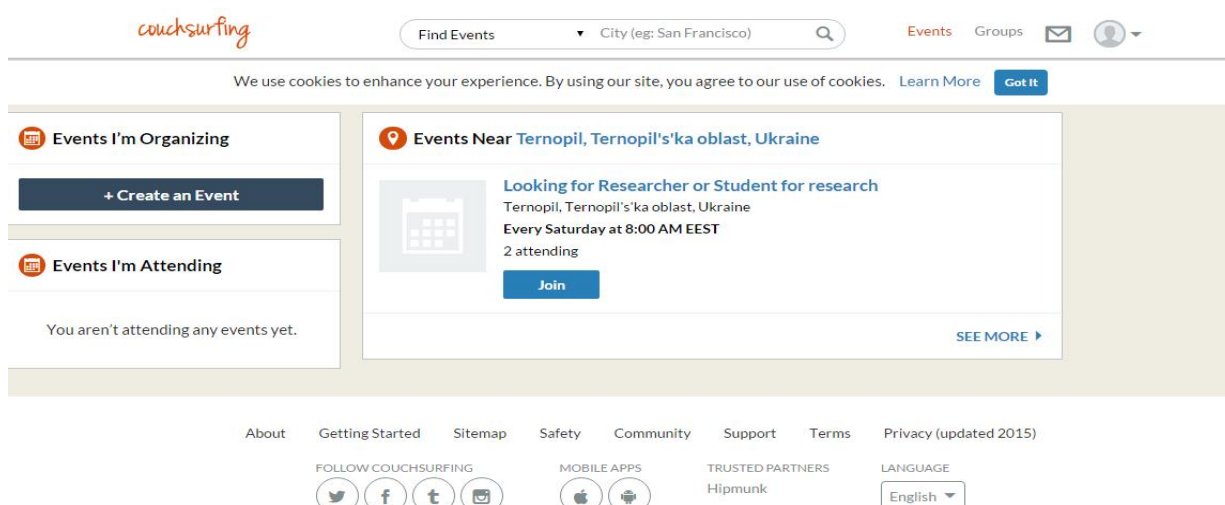 couchsurfing
Find Events
City (eg: San Francisco)
Events
Groups
We use cookies to enhance your experience. By using our site, you agree to our use of cookies. Learn More Got It
Events I'm Organizing
+ Create an Event
Events I'm Attending
You aren't attending any events yet.
Events Near Ternopil, Ternopil's'ka oblast, Ukraine
Looking for Researcher or Student for research
Ternopil, Ternopil's'ka oblast, Ukraine
Every Saturday at 8:00 AM EEST
2 attending
Join
SEE MORE
About Getting Started Sitemap Safety Community Support Terms Privacy (updated 2015)
FOLLOW COUCHSURFING
MOBILE APPS
TRUSTED PARTNERS
Hipmunk
LANGUAGE
English